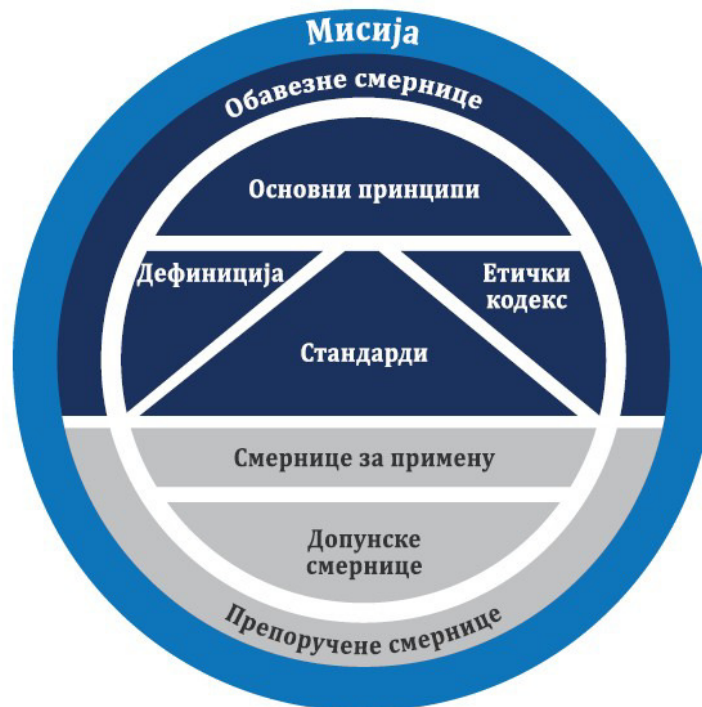 Мисија
Обавезне смернице
Основни принципи
Дефиниција
Етички
кодекс
Стандарди
Смернице за примену
Допунске
смернице
Препоручене смернице